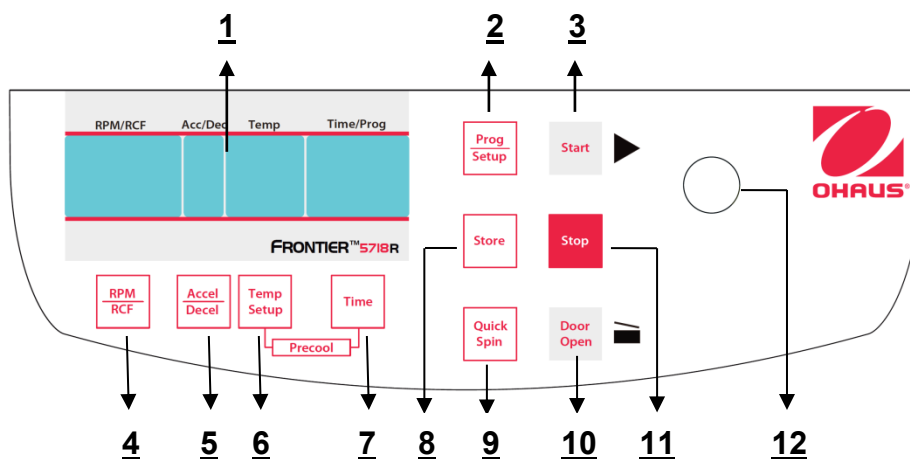 1 2 3
RPM/RCF Acc/Dec Temp Time/Prog
Prog
Setup
Start
OHAUS®
Store
Stop
FRONTIER™5718R
RPM
RCF
Accel
Decel
Temp
Setup
Time
Precool
Quick
Spin
Door
Open
4 5 6 7 8 9 10 11 12